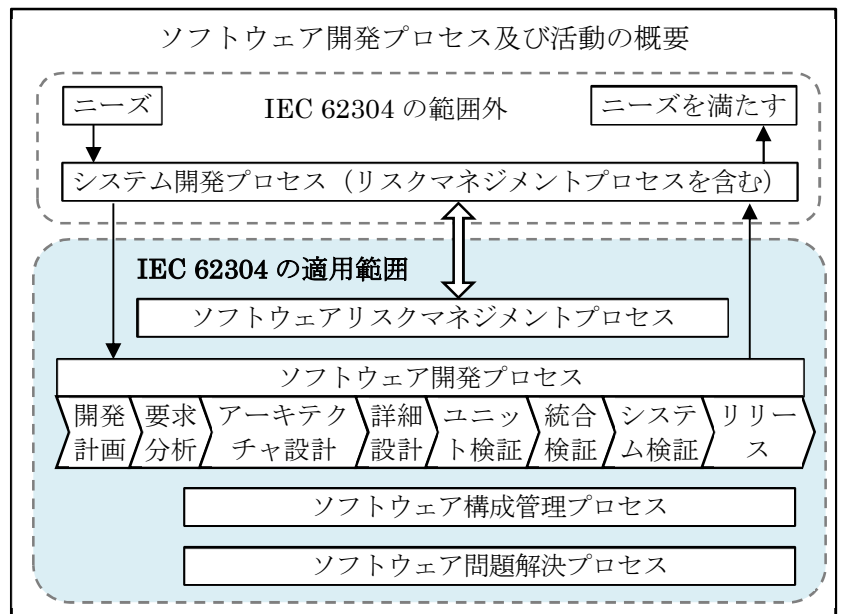 ソフトウェア開発プロセス及び活動の概要
ニーズ
IEC 62304 の範囲外
ニーズを満たす
システム開発プロセス（リスクマネジメントプロセスを含む）
IEC 62304 の適用範囲
ソフトウェアリスクマネジメントプロセス
ソフトウェア開発プロセス
開発
計画
要求
分析
アーキテク
チャ設計
詳細
設計
ユニッ
ト検証
統合
検証
システ
ム検証
リリー
ス
ソフトウェア構成管理プロセス
ソフトウェア問題解決プロセス